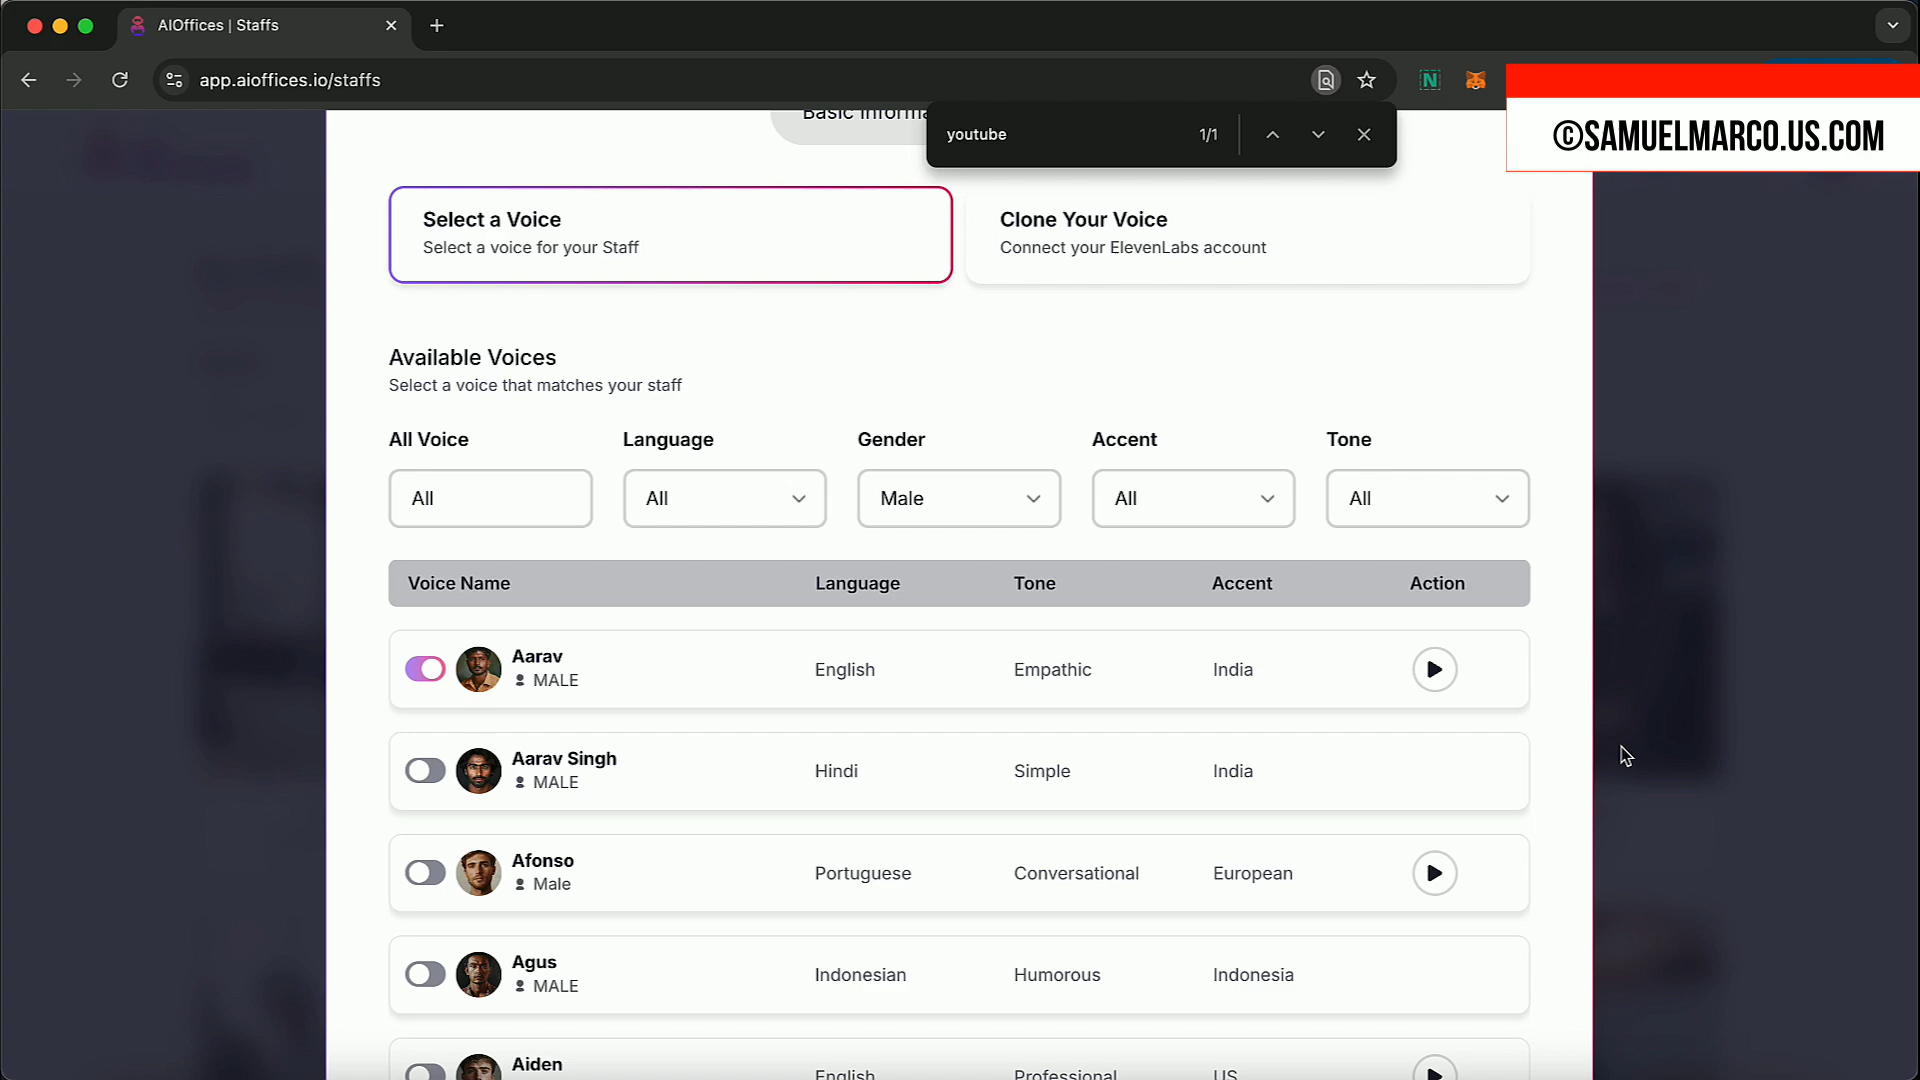 AIOffices | Staffs
app.aioffices.io/staffs
N
©SAMUELMARCO.US.COM
youtube 1/1
Select a Voice
Select a voice for your Staff
Clone Your Voice
Connect your ElevenLabs account
Available Voices
Select a voice that matches your staff
All Voice Language Gender Accent Tone
All All Male All All
Voice Name Language Tone Accent Action
Aarav
MALE
English Empathic India
Aarav Singh
MALE
Hindi Simple India
Afonso
Male
Portuguese Conversational European
Agus
MALE
Indonesian Humorous Indonesia
Aiden
English Professional US